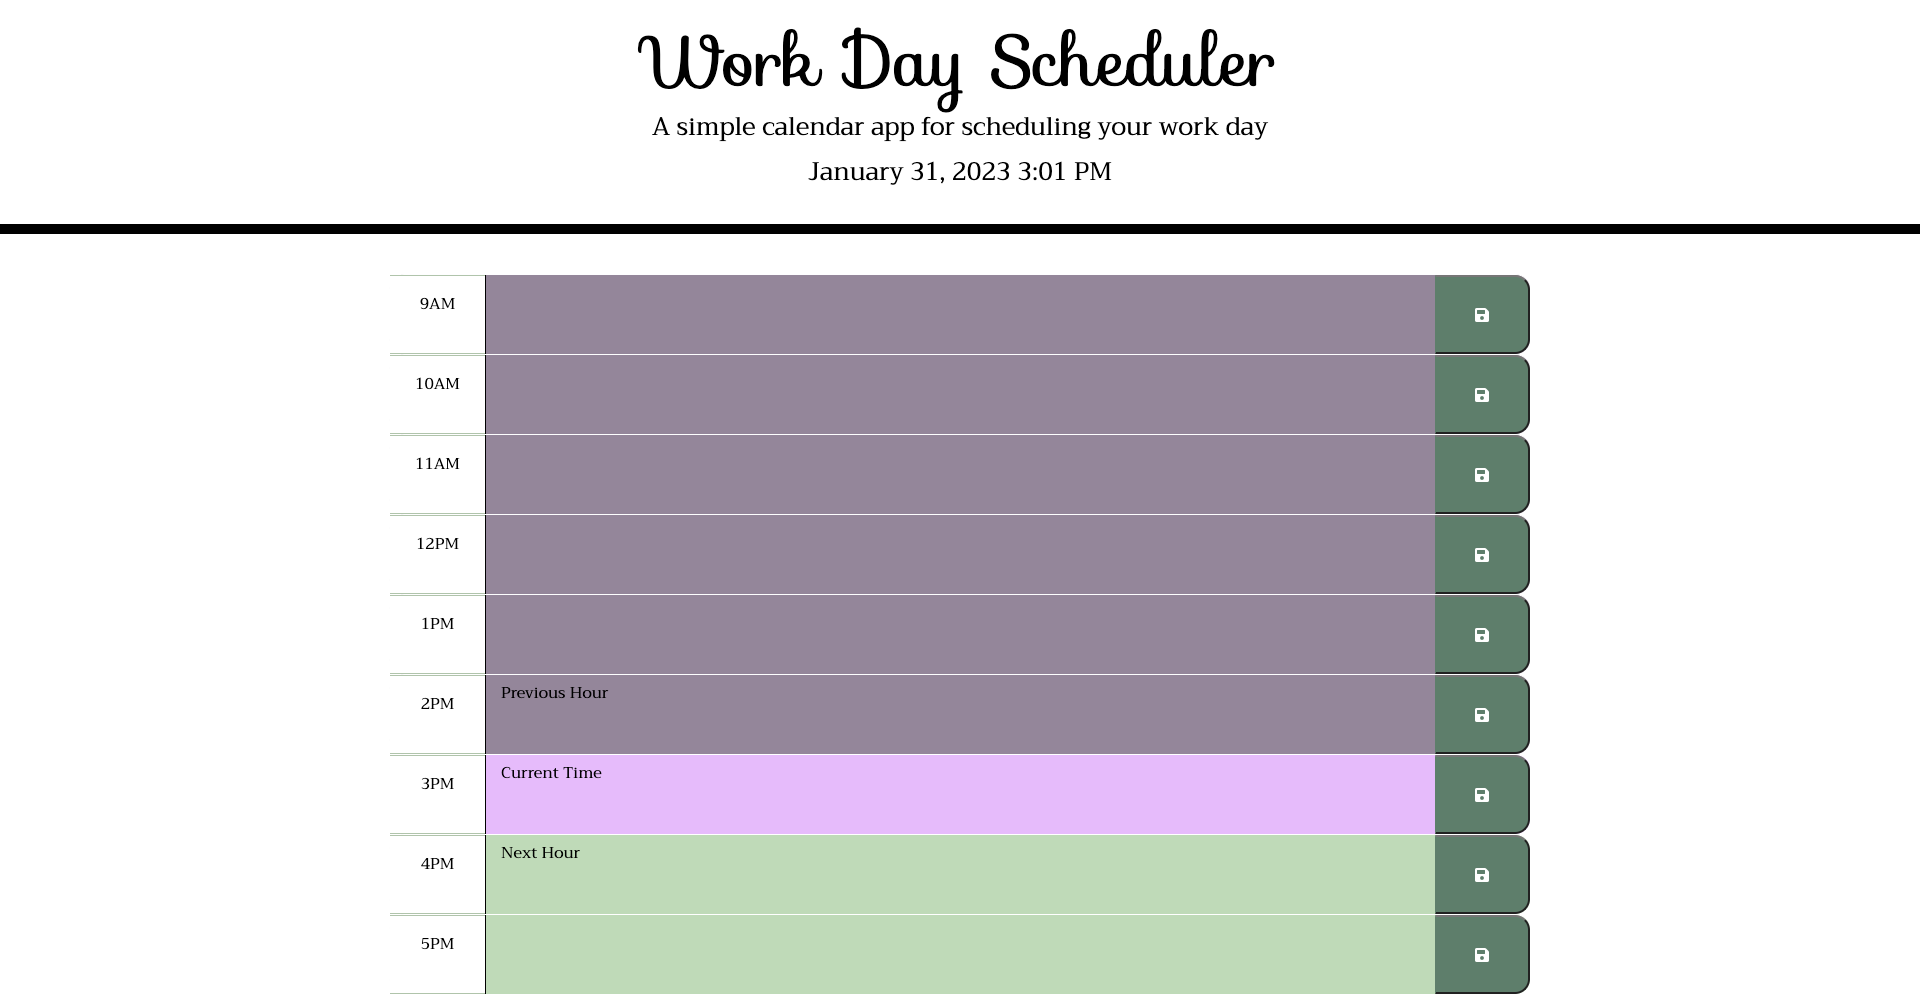 Work Day Scheduler
A simple calendar app for scheduling your work day
January 31, 2023 3:01 PM
9AM
10AM
11AM
12PM
1PM
2PM Previous Hour
3PM Current Time
4PM Next Hour
5PM